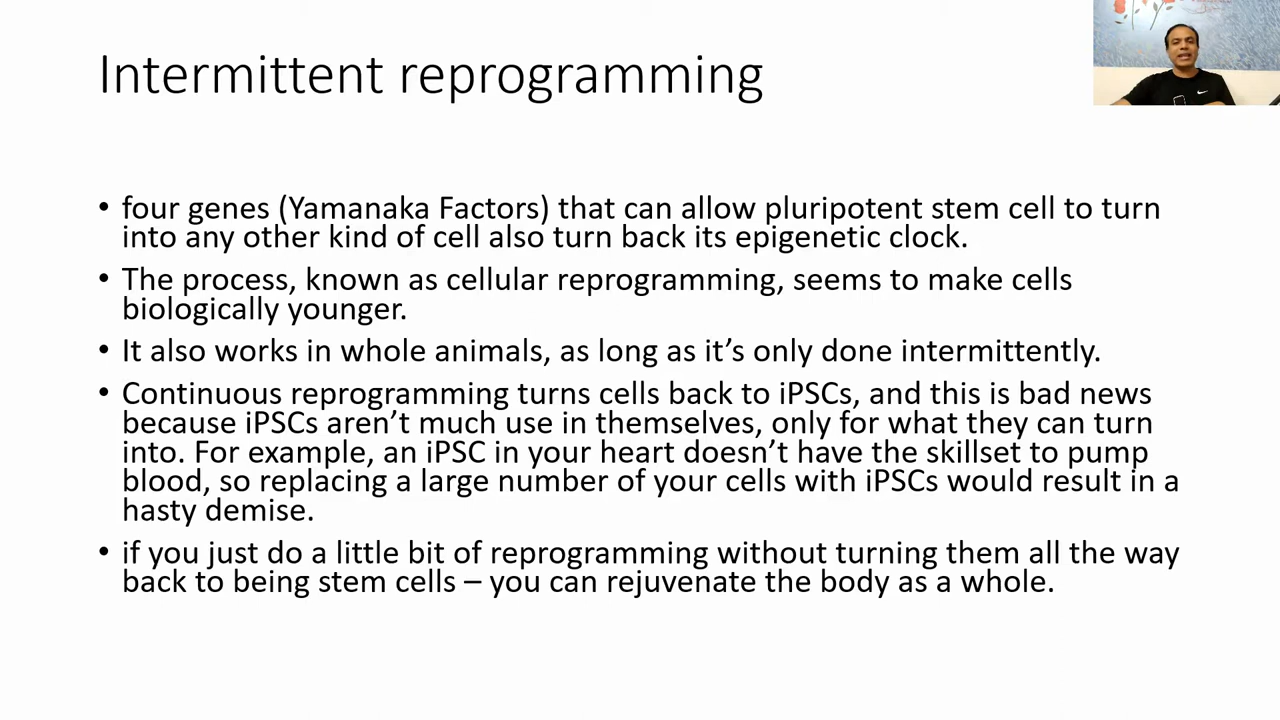 Intermittent reprogramming
• four genes (Yamanaka Factors) that can allow pluripotent stem cell to turn
into any other kind of cell also turn back its epigenetic clock.
• The process, known as cellular reprogramming, seems to make cells
biologically younger.
• It also works in whole animals, as long as it’s only done intermittently.
• Continuous reprogramming turns cells back to iPSCs, and this is bad news
because iPSCs aren’t much use in themselves, only for what they can turn
into. For example, an iPSC in your heart doesn’t have the skillset to pump
blood, so replacing a large number of your cells with iPSCs would result in a
hasty demise.
• if you just do a little bit of reprogramming without turning them all the way
back to being stem cells – you can rejuvenate the body as a whole.